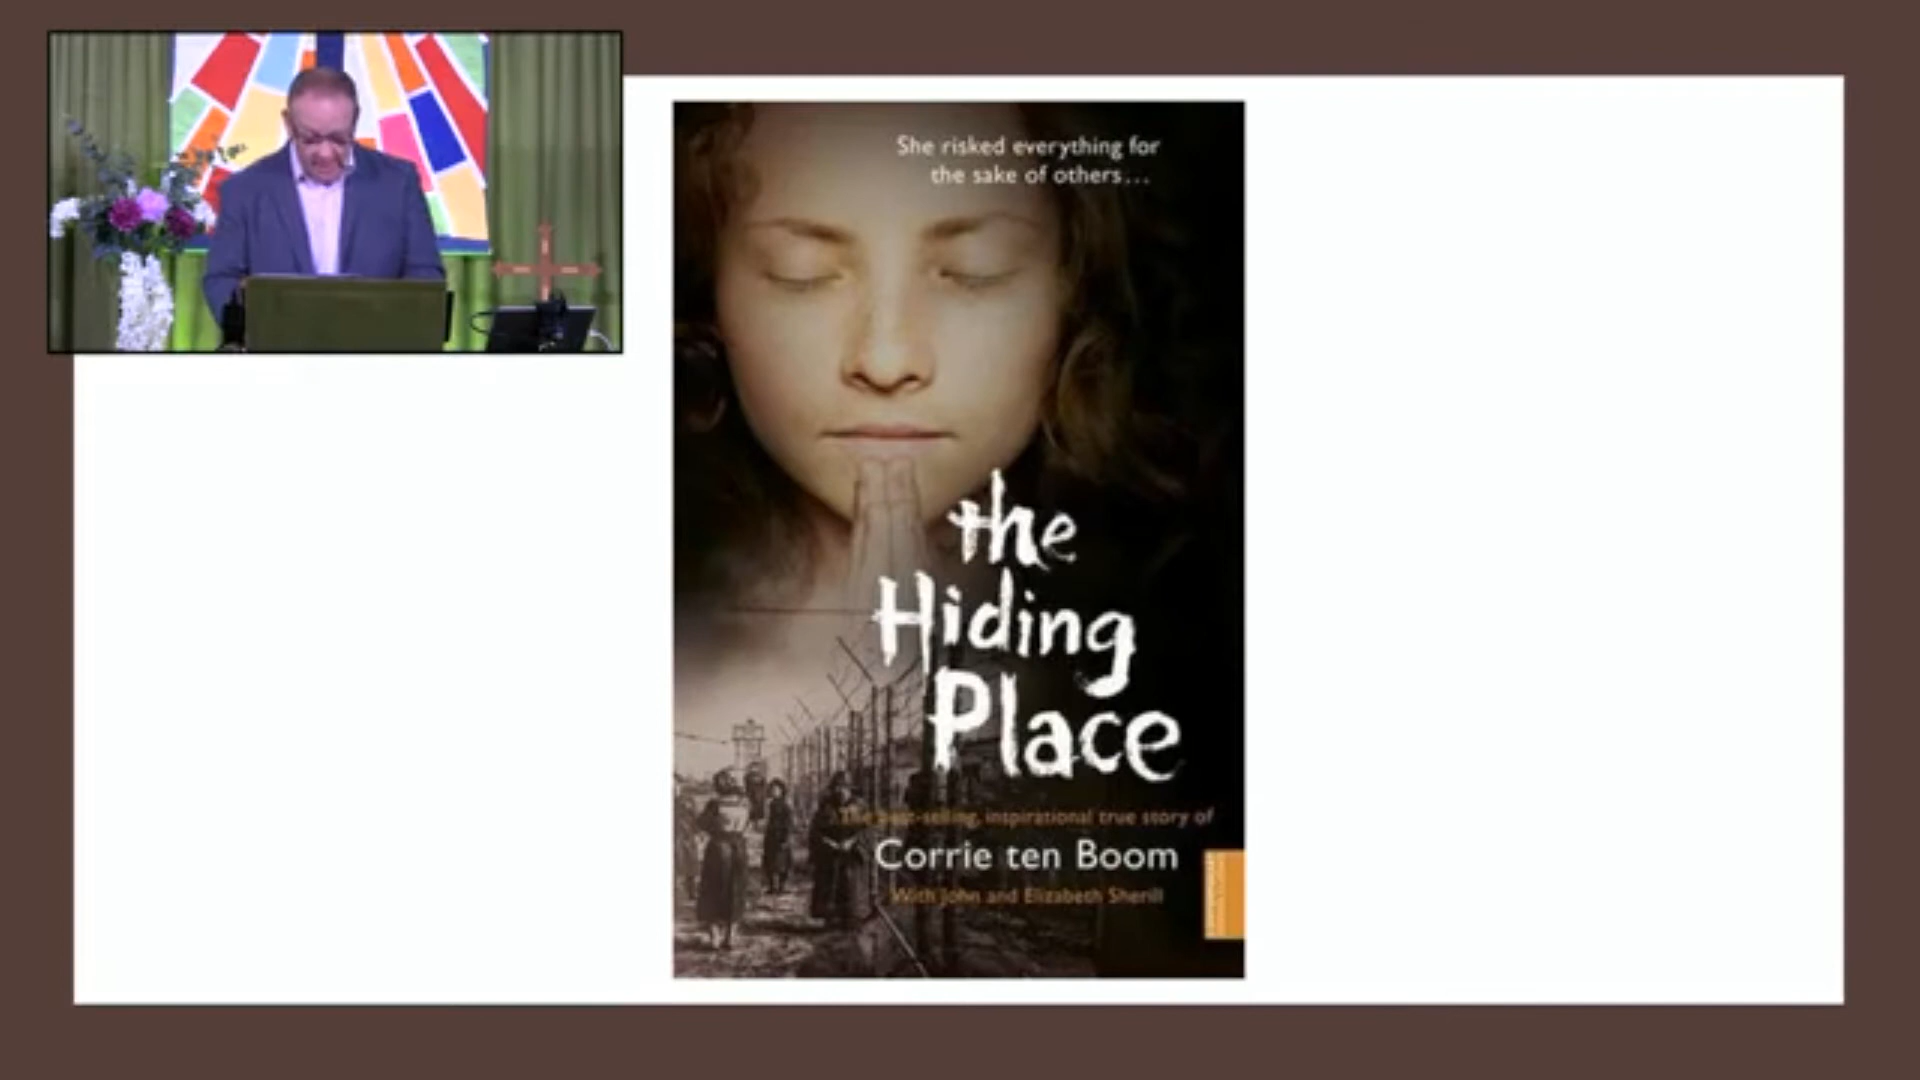 She risked everything for
the sake of others...
the
Hiding
Place
The best-selling, inspirational true story of
Corrie ten Boom
With John and Elizabeth Sherill